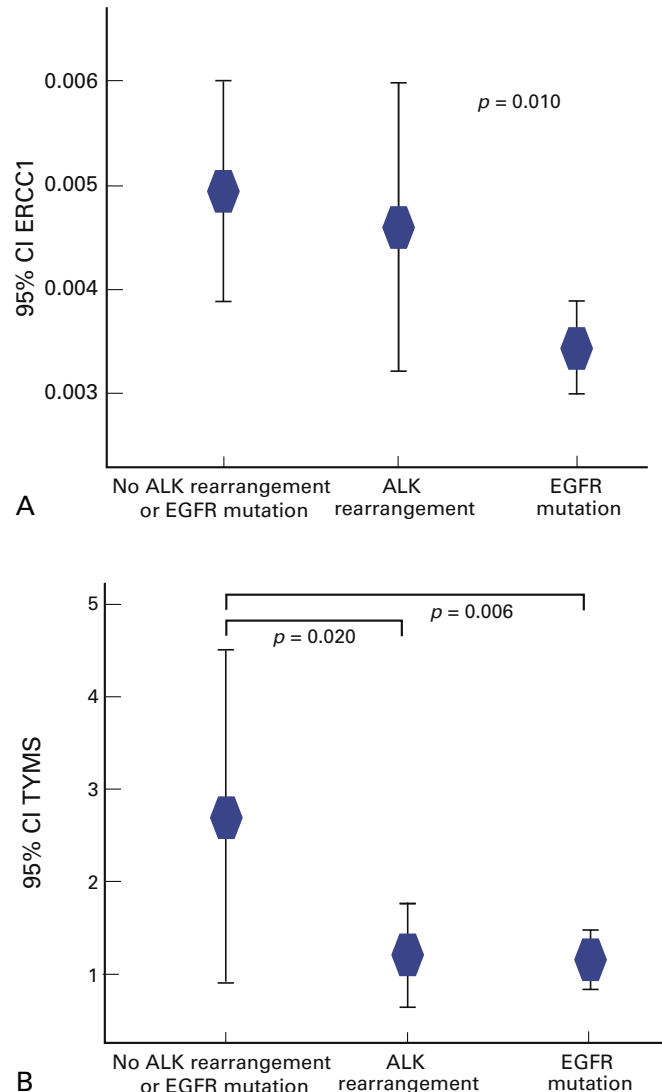 95% CI ERCC1
0.006
0.005
0.004
0.003
p = 0.010
No ALK rearrangement
or EGFR mutation
ALK
rearrangement
EGFR
mutation
A
95% CI TYMS
5
4
3
2
1
p = 0.006
p = 0.020
No ALK rearrangement
or EGFR mutation
ALK
rearrangement
EGFR
mutation
B